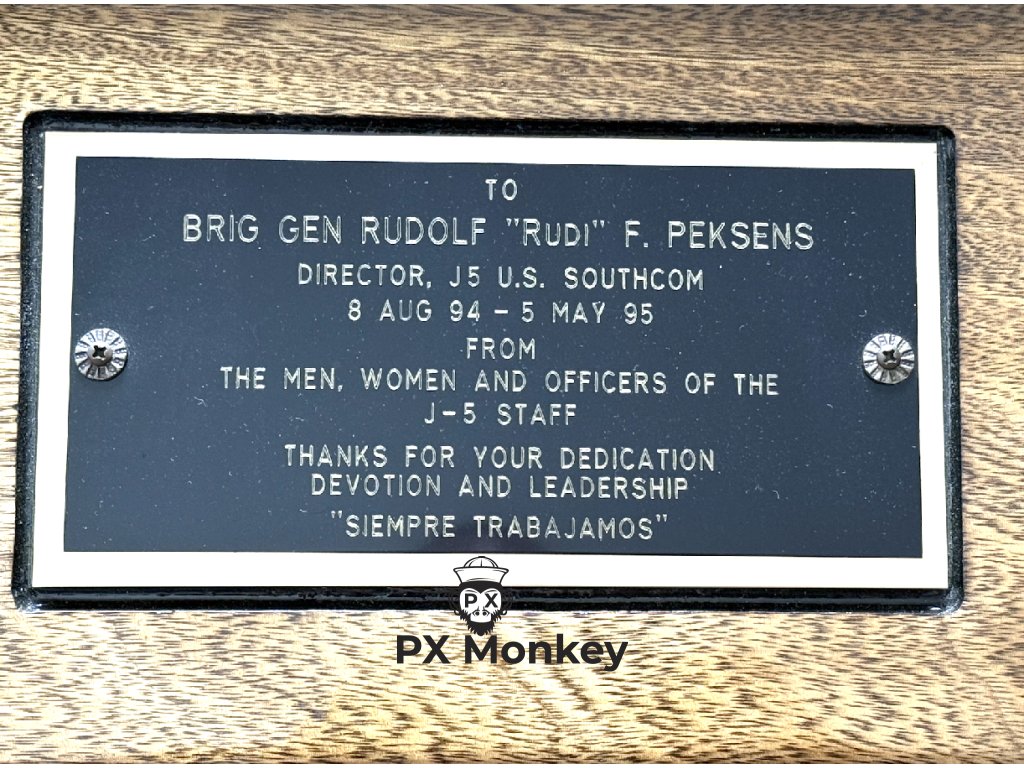 TO
BRIG GEN RUDOLF "RUDI" F. PEKSENS
DIRECTOR, J5 U.S. SOUTHCOM
8 AUG 94 - 5 MAY 95
FROM
THE MEN, WOMEN AND OFFICERS OF THE
J-5 STAFF
THANKS FOR YOUR DEDICATION
DEVOTION AND LEADERSHIP
"SIEMPRE TRABAJAMOS"
PX
PX Monkey